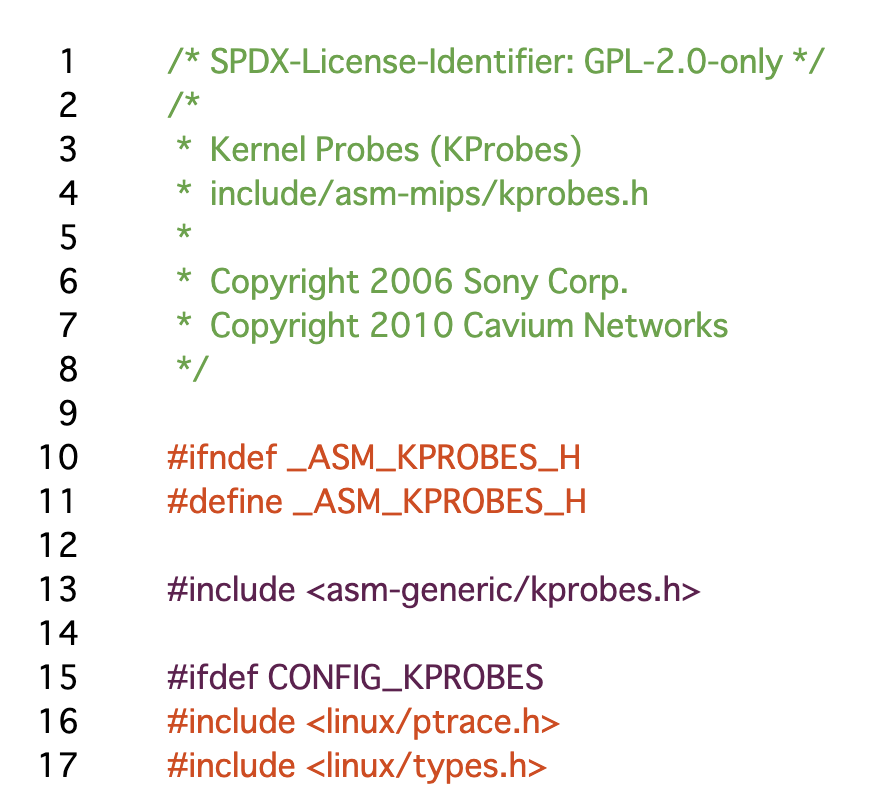 1 /* SPDX-License-Identifier: GPL-2.0-only */
2 /*
3 * Kernel Probes (KProbes)
4 * include/asm-mips/kprobes.h
5 *
6 * Copyright 2006 Sony Corp.
7 * Copyright 2010 Cavium Networks
8 */
9
10 #ifndef _ASM_KPROBES_H
11 #define _ASM_KPROBES_H
12
13 #include <asm-generic/kprobes.h>
14
15 #ifdef CONFIG_KPROBES
16 #include <linux/ptrace.h>
17 #include <linux/types.h>